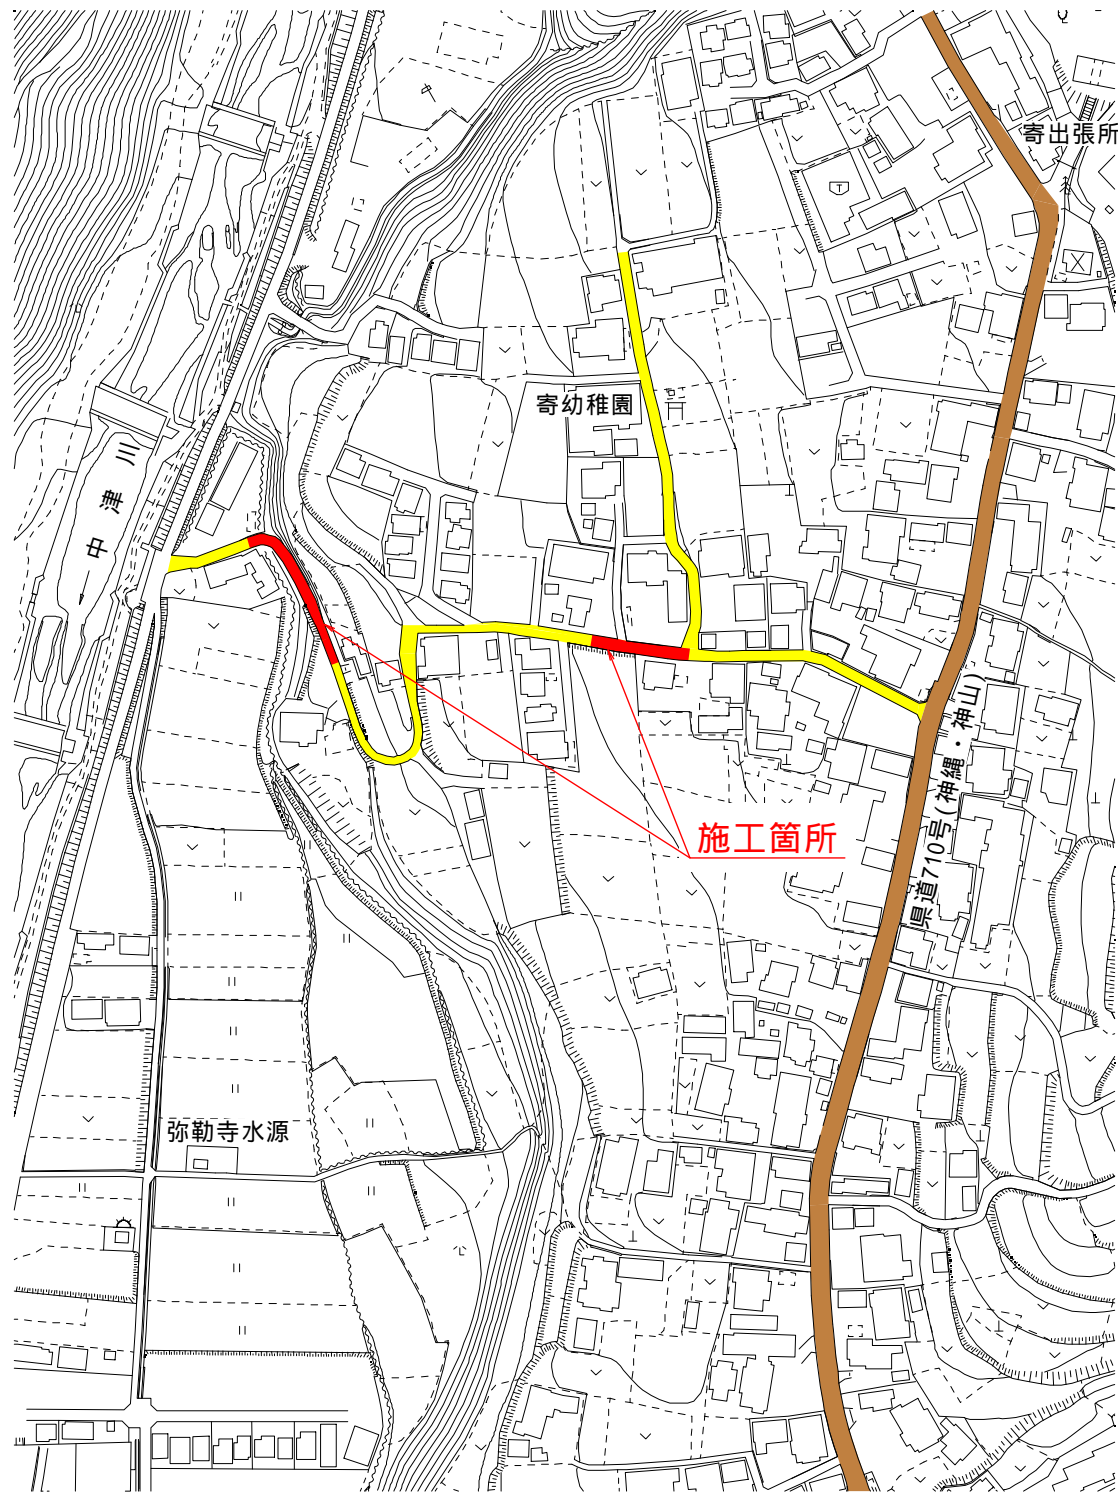 寄出張所
寄幼稚園
中津川
施工箇所
県道710号(神縄・神山)
弥勒寺水源